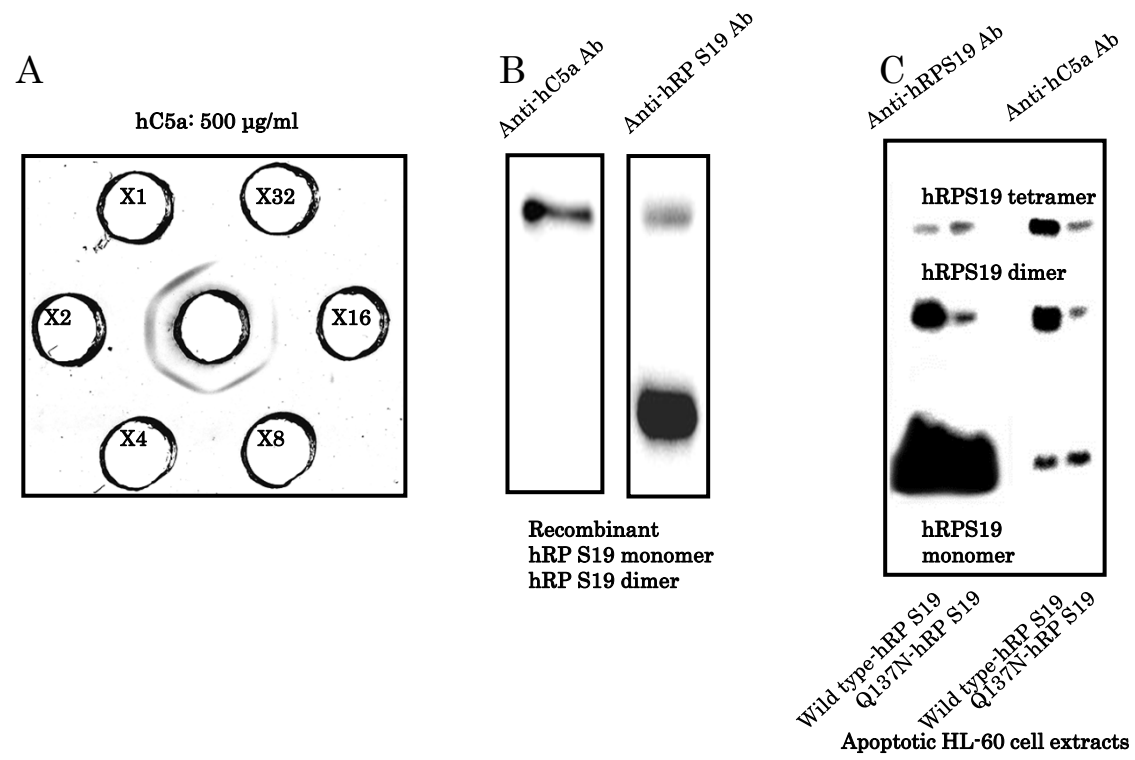 A
hC5a: 500 µg/ml
X1
X32
X2
X16
X4
X8
B
Anti-hC5a Ab
Anti-hRP S19 Ab
Recombinant
hRP S19 monomer
hRP S19 dimer
C
Anti-hRPS19 Ab
Anti-hC5a Ab
hRPS19 tetramer
hRPS19 dimer
hRPS19
monomer
Wild type-hRP S19
Q137N-hRP S19
Wild type-hRP S19
Q137N-hRP S19
Apoptotic HL-60 cell extracts